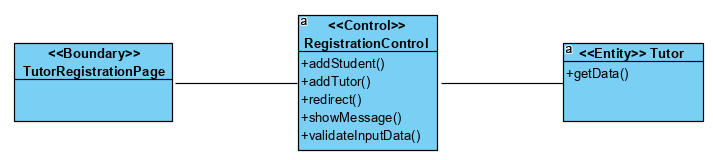 <<Boundary>>
TutorRegistrationPage
a
<<Control>>
RegistrationControl
+addStudent()
+addTutor()
+redirect()
+showMessage()
+validateInputData()
a
<<Entity>> Tutor
+getData()